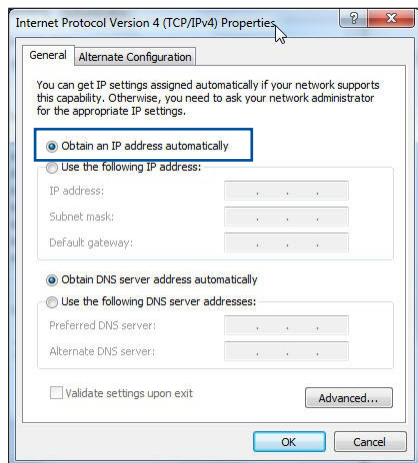 Internet Protocol Version 4 (TCP/IPv4) Properties
General
Alternate Configuration
You can get IP settings assigned automatically if your network supports
this capability. Otherwise, you need to ask your network administrator
for the appropriate IP settings.
Obtain an IP address automatically
Use the following IP address:
IP address:
Subnet mask:
Default gateway:
Obtain DNS server address automatically
Use the following DNS server addresses:
Preferred DNS server:
Alternate DNS server:
Validate settings upon exit
Advanced...
OK
Cancel